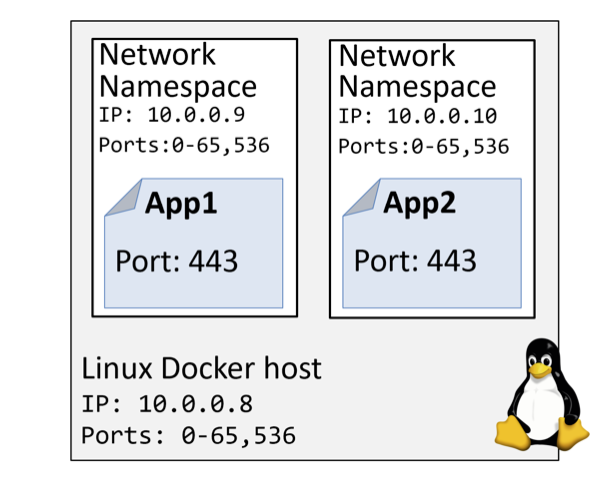 Network
Namespace
IP: 10.0.0.9
Ports:0-65,536
App1
Port: 443
Network
Namespace
IP: 10.0.0.10
Ports:0-65,536
App2
Port: 443
Linux Docker host
IP: 10.0.0.8
Ports: 0-65,536